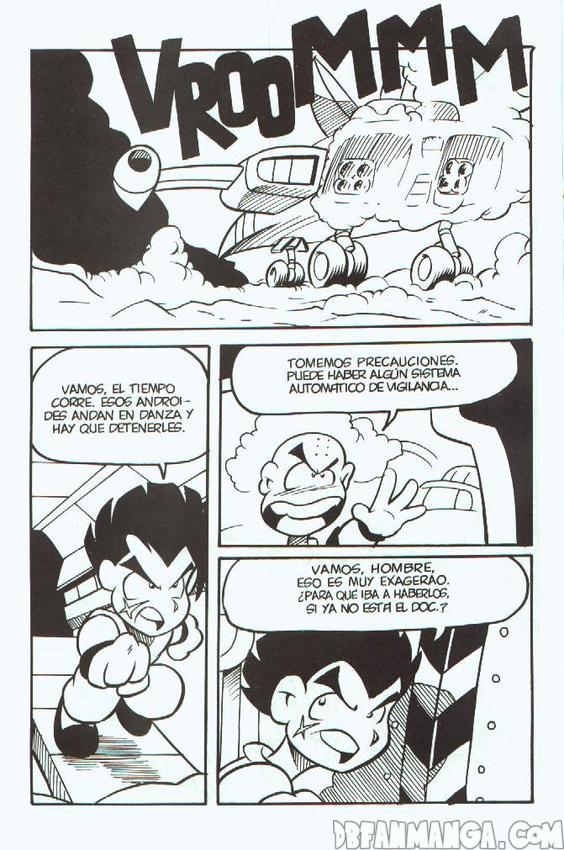 VROOMMMM
VAMOS, EL TIEMPO
CORRE. ESOS ANDROI-
DES ANDAN EN DANZA Y
HAY QUE DETENERLES.
TOMEMOS PRECAUCIONES.
PUEDE HABER ALGÚN SISTEMA
AUTOMÁTICO DE VIGILANCIA...
VAMOS, HOMBRE,
ESO ES MUY EXAGERAO.
¿PARA QUE IBA A HABERLOS,
SI YA NO ESTÁ EL DOC.?
DBFANMANGA.COM